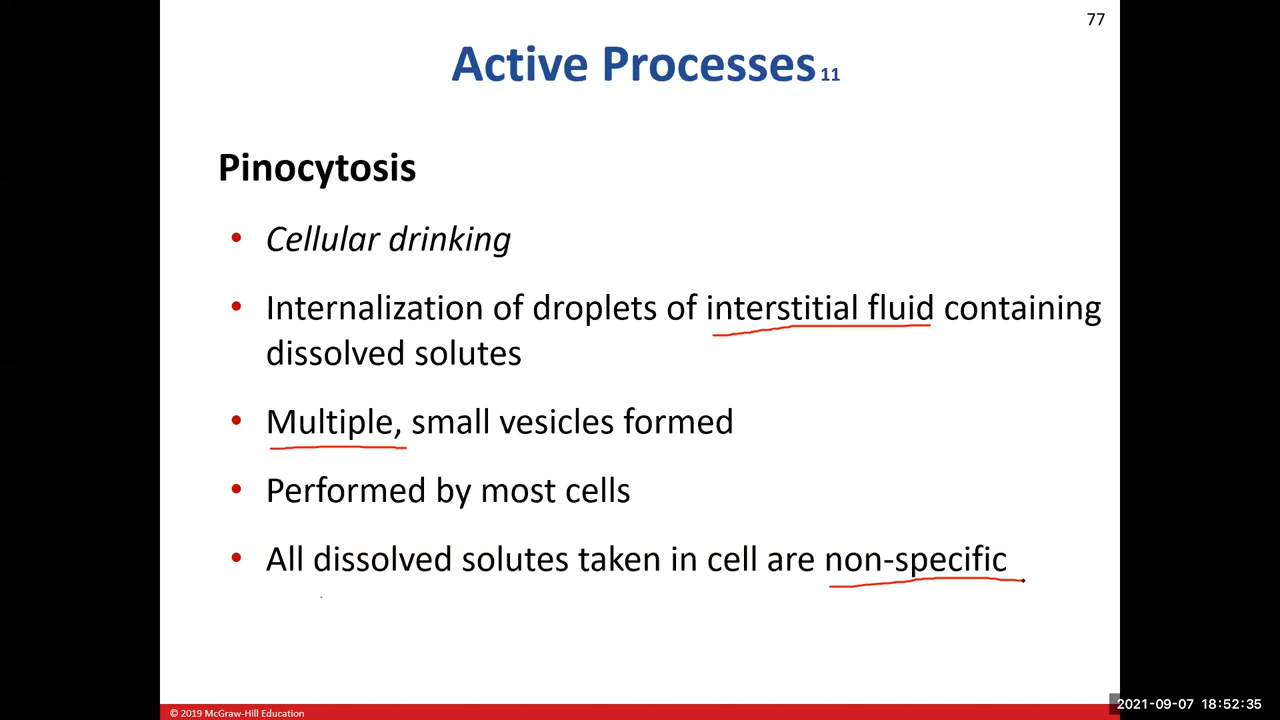 77
Active Processes 11
Pinocytosis
• Cellular drinking
• Internalization of droplets of interstitial fluid containing
dissolved solutes
• Multiple, small vesicles formed
• Performed by most cells
• All dissolved solutes taken in cell are non-specific
© 2019 McGraw-Hill Education
2021-09-07 18:52:35